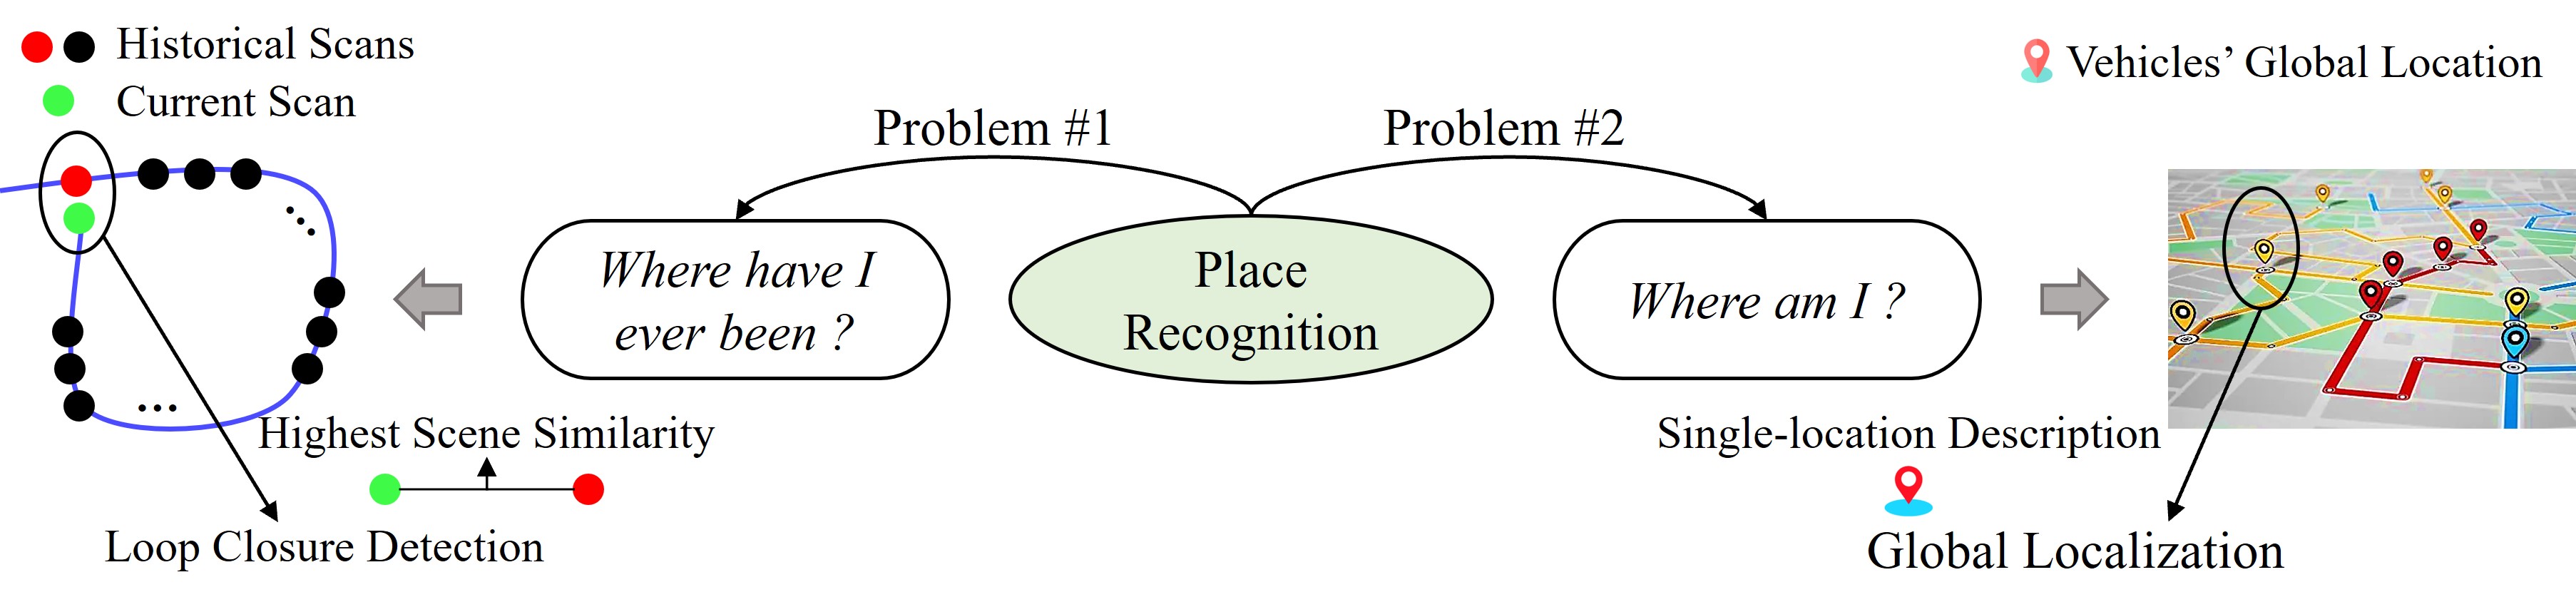 Historical Scans
Current Scan
Vehicles’ Global Location
Problem #1
Problem #2
Where have I
ever been ?
Place
Recognition
Where am I ?
Highest Scene Similarity
Single-location Description
Loop Closure Detection
Global Localization